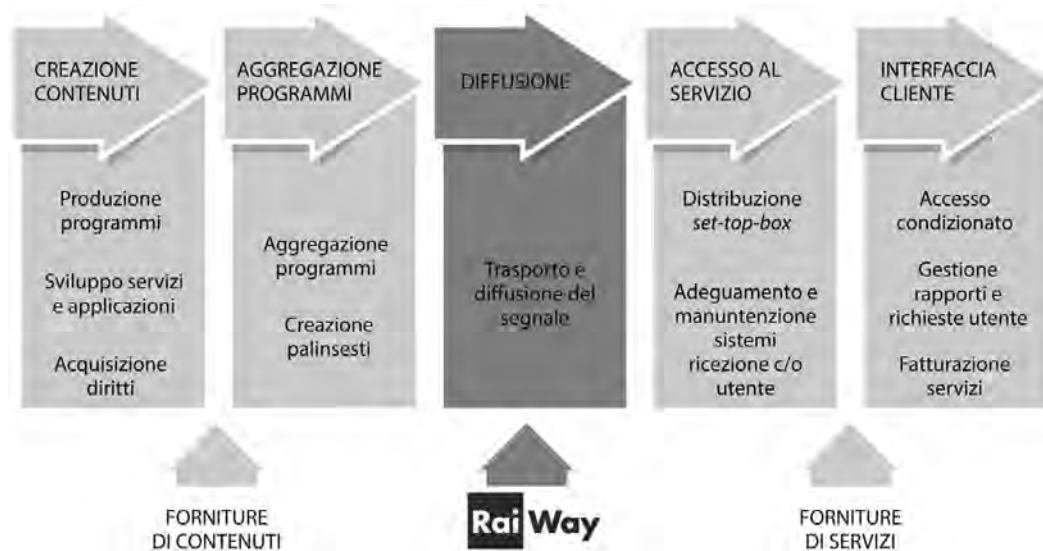 CREAZIONE
CONTENUTI
AGGREGAZIONE
PROGRAMMI
DIFFUSIONE
ACCESSO AL
SERVIZIO
INTERFACCIA
CLIENTE
Produzione
programmi
Sviluppo servizi
e applicazioni
Acquisizione
diritti
Aggregazione
programmi
Creazione
palinsesti
Trasporto e
diffusione del
segnale
Distribuzione
set-top-box
Adeguamento e
manuntenzione
sistemi
ricezione c/o
utente
Accesso
condizionato
Gestione
rapporti e
richieste utente
Fatturazione
servizi
FORNITURE
DI CONTENUTI
Rai Way
FORNITURE
DI SERVIZI